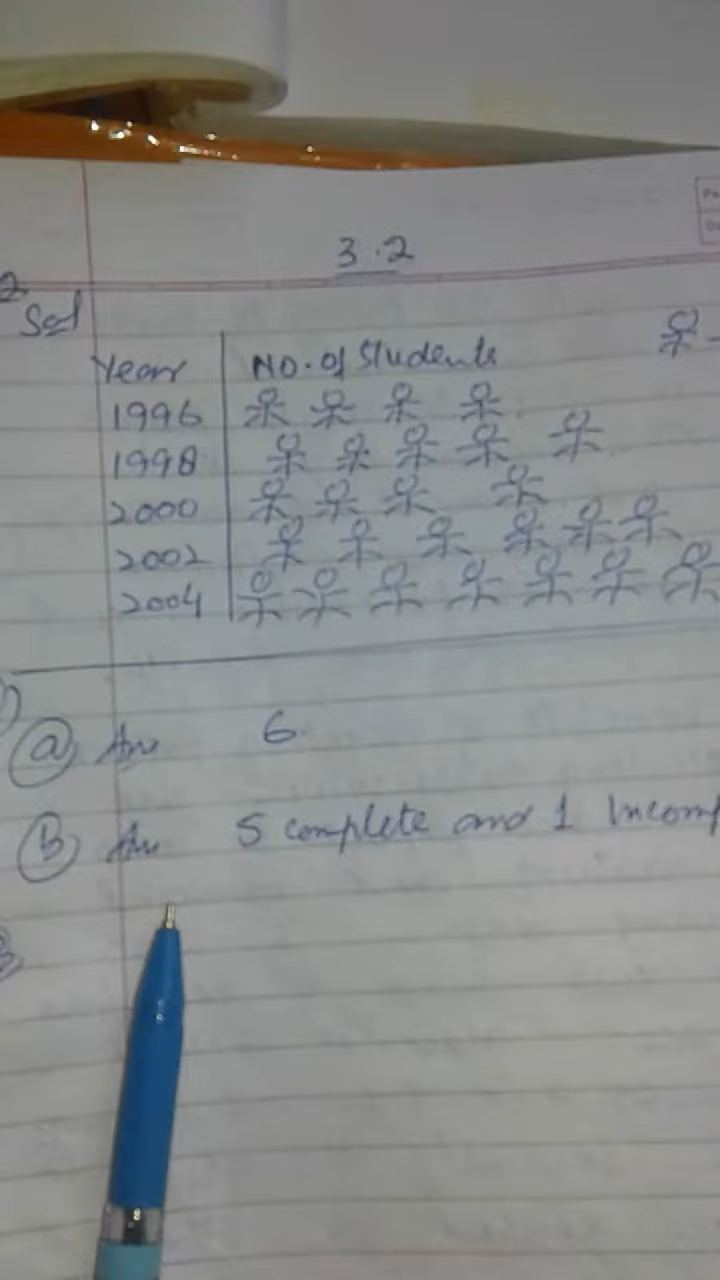 3.2
Sol
Year No. of Students
1996
1998
2000
2002
2004
a Ans 6.
b Ans 5 complete and 1 Incomp